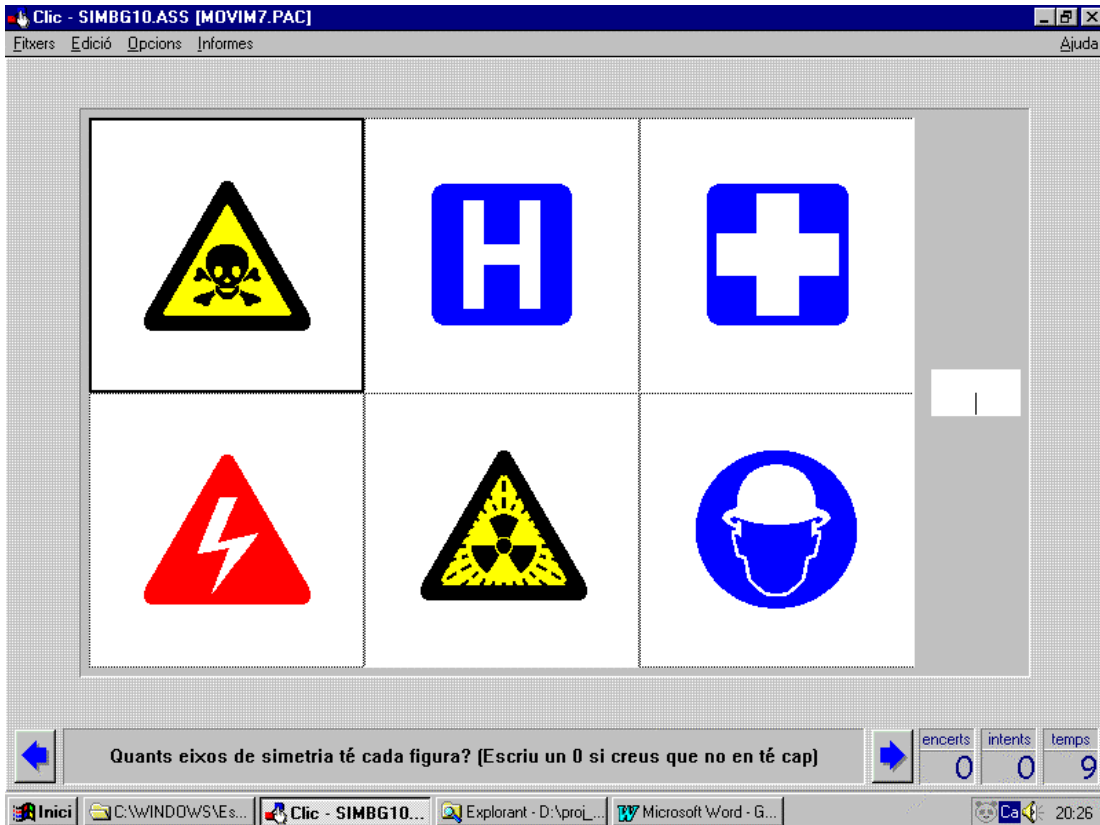 Clic - SIMBG10.ASS [MOVIM7.PAC]
Fitxers Edició Opcions Informes Ajuda
H
Quants eixos de simetria té cada figura? (Escriu un 0 si creus que no en té cap)
encerts intents temps
0 0 9
Inici C:\WINDOWS\Es... Clic - SIMBG10... Explorant - D:\proj_... Microsoft Word - G... Ca 20:26